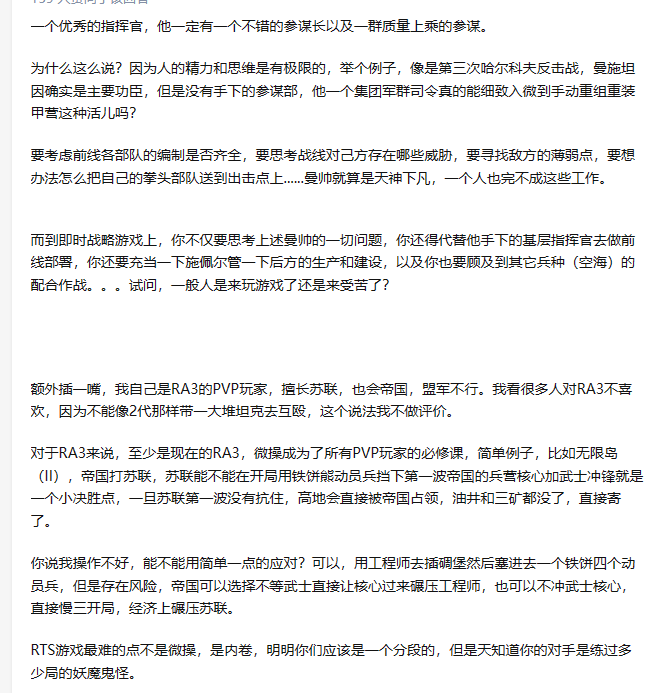 一个优秀的指挥官，他一定有一个不错的参谋长以及一群质量上乘的参谋。
为什么这么说？因为人的精力和思维是有极限的，举个例子，像是第三次哈尔科夫反击战，曼施坦
因确实是主要功臣，但是没有手下的参谋部，他一个集团军群司令真的能细致入微到手动重组重装
甲营这种活儿吗？
要考虑前线各部队的编制是否齐全，要思考战线对己方存在哪些威胁，要寻找敌方的薄弱点，要想
办法怎么把自己的拳头部队送到出击点上......曼帅就算是天神下凡，一个人也完不成这些工作。
而到即时战略游戏上，你不仅要思考上述曼帅的一切问题，你还得代替他手下的基层指挥官去做前
线部署，你还要充当一下施佩尔管一下后方的生产和建设，以及你也要顾及到其它兵种（空海）的
配合作战。。。试问，一般人是来玩游戏了还是来受苦了？
额外插一嘴，我自己是RA3的PVP玩家，擅长苏联，也会帝国，盟军不行。我看很多人对RA3不喜
欢，因为不能像2代那样带一大堆坦克去互殴，这个说法我不做评价。
对于RA3来说，至少是现在的RA3，微操成为了所有PVP玩家的必修课，简单例子，比如无限岛
（II），帝国打苏联，苏联能不能在开局用铁饼熊动员兵挡下第一波帝国的兵营核心加武士冲锋就是
一个小决胜点，一旦苏联第一波没有抗住，高地会直接被帝国占领，油井和三矿都没了，直接寄
了。
你说我操作不好，能不能用简单一点的应对？可以，用工程师去插碉堡然后塞进去一个铁饼四个动
员兵，但是存在风险，帝国可以选择不等武士直接让核心过来碾压工程师，也可以不冲武士核心，
直接慢三开局，经济上碾压苏联。
RTS游戏最难的点不是微操，是内卷，明明你们应该是一个分段的，但是天知道你的对手是练过多
少局的妖魔鬼怪。